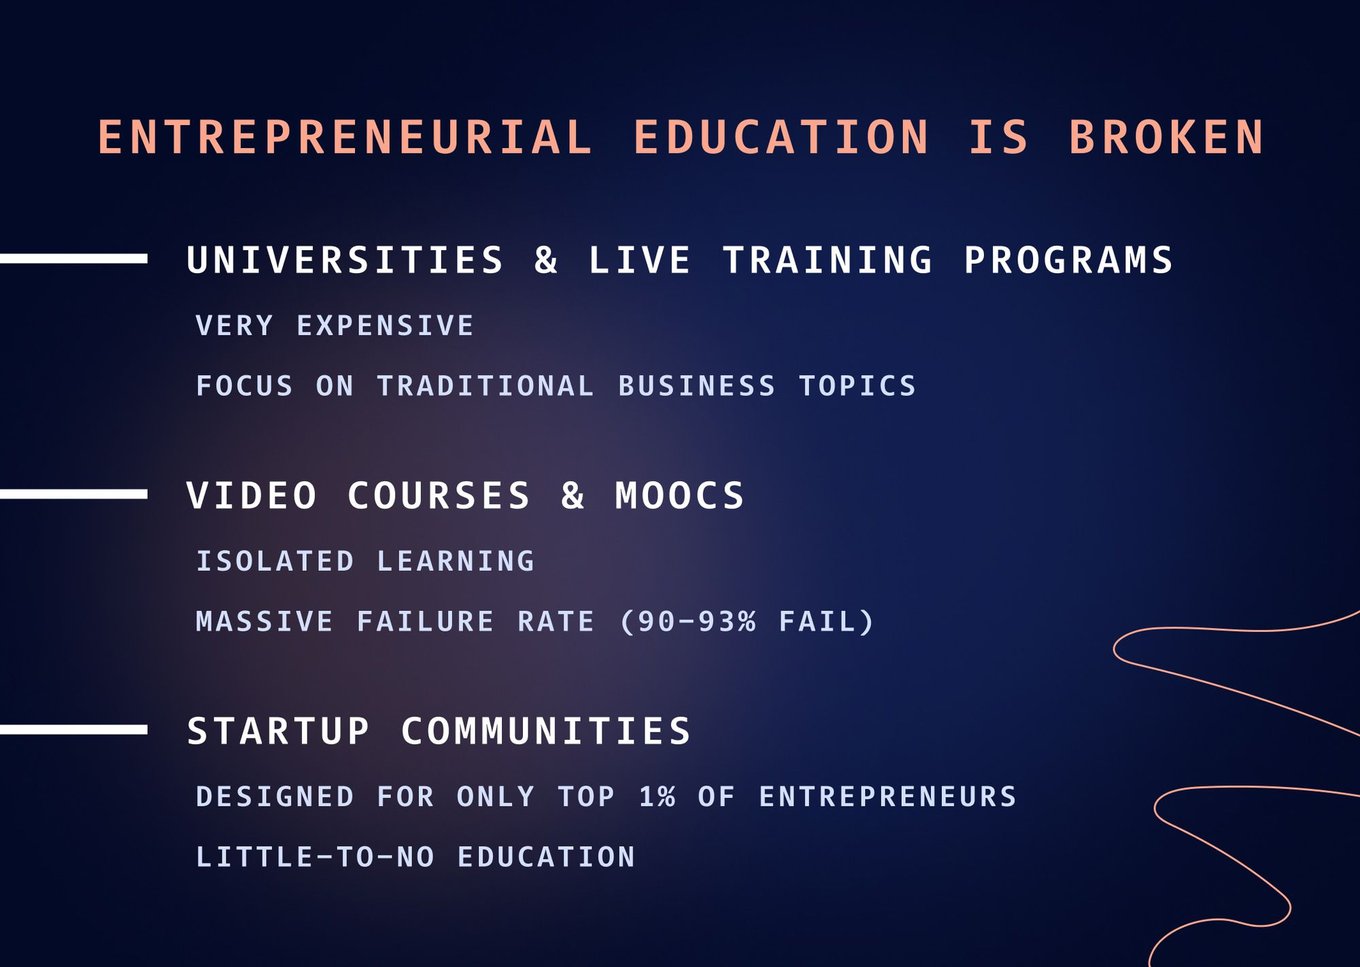 ENTREPRENEURIAL EDUCATION IS BROKEN
UNIVERSITIES & LIVE TRAINING PROGRAMS
VERY EXPENSIVE
FOCUS ON TRADITIONAL BUSINESS TOPICS
VIDEO COURSES & MOOCS
ISOLATED LEARNING
MASSIVE FAILURE RATE (90-93% FAIL)
STARTUP COMMUNITIES
DESIGNED FOR ONLY TOP 1% OF ENTREPRENEURS
LITTLE-TO-NO EDUCATION